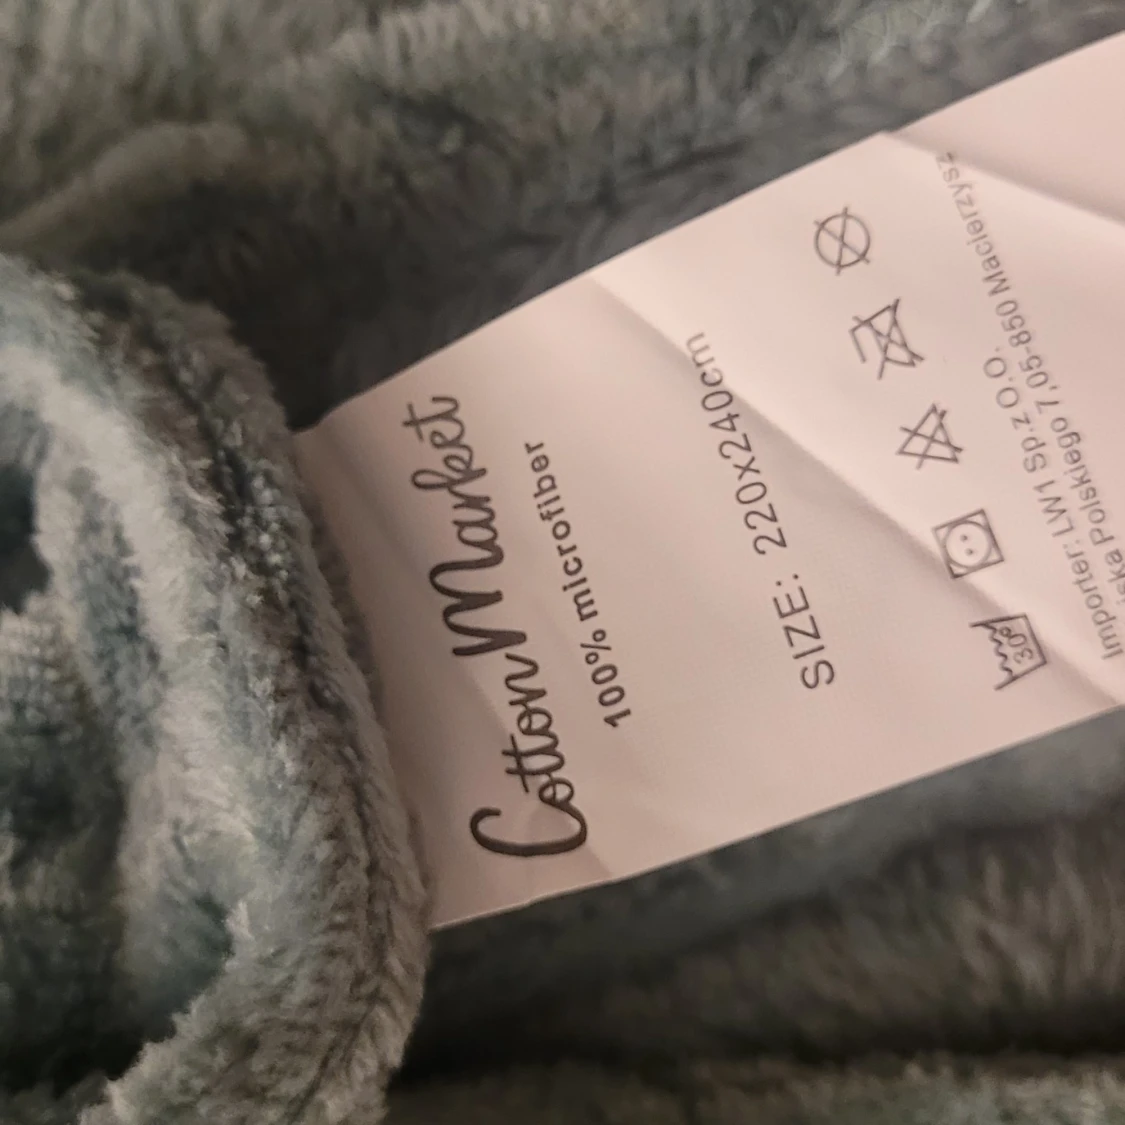 Cotton Market
100% microfiber
SIZE: 220x240cm
30°
Importer: LW1 Sp.z O.O.
Polskiego 7, 05-850 Macierzysz